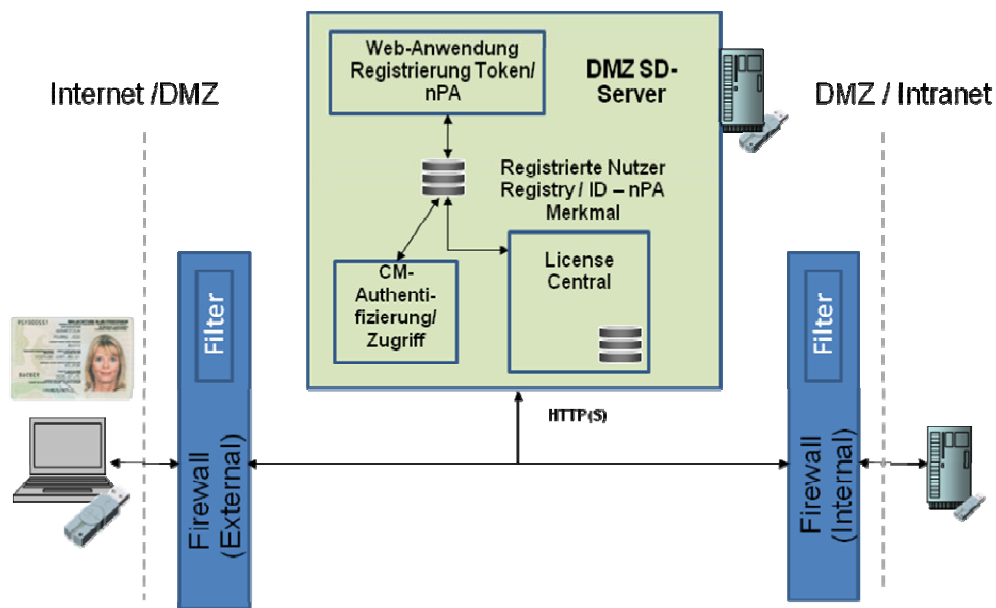 Internet /DMZ
Web-Anwendung
Registrierung Token/
nPA
DMZ SD-
Server
DMZ / Intranet
Registrierte Nutzer
Registry / ID – nPA
Merkmal
CM-
Authenti-
fizierung/
Zugriff
License
Central
Filter
Firewall
(External)
HTTP(S)
Filter
Firewall
(Internal)